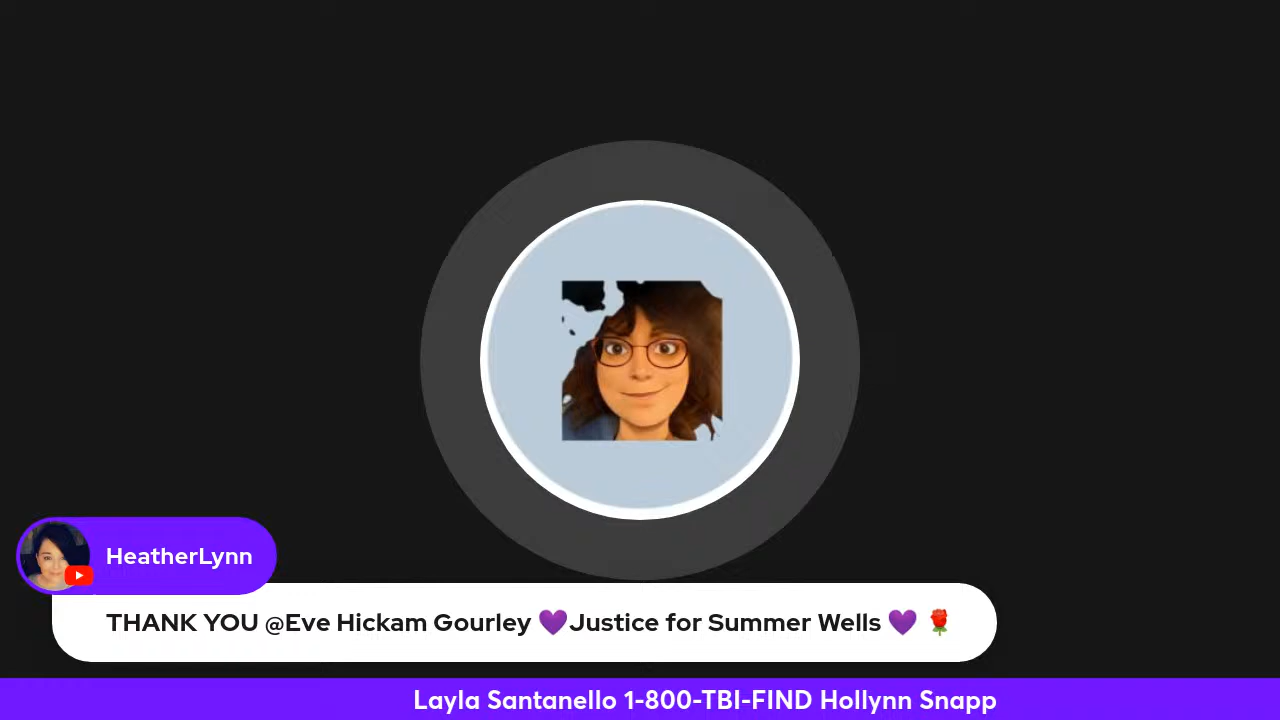 HeatherLynn
THANK YOU @Eve Hickam Gourley 💜Justice for Summer Wells 💜 🌹
Layla Santanello 1-800-TBI-FIND Hollynn Snapp